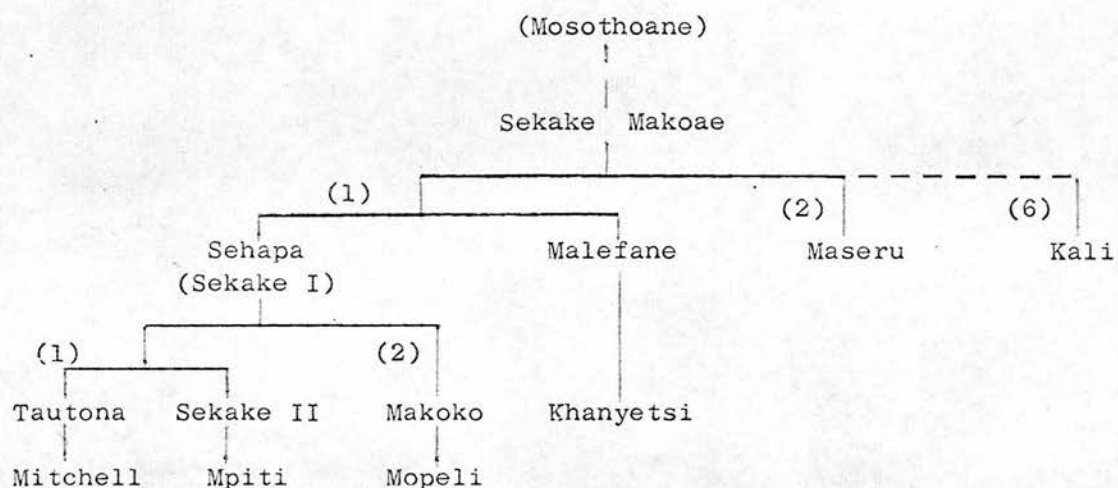 (Mosothoane)
Sekake Makoae
(1) (2) (6)
Sehapa Malefane Maseru Kali
(Sekake I)
(1) (2)
Tautona Sekake II Makoko Khanyetsi
Mitchell Mpiti Mopeli